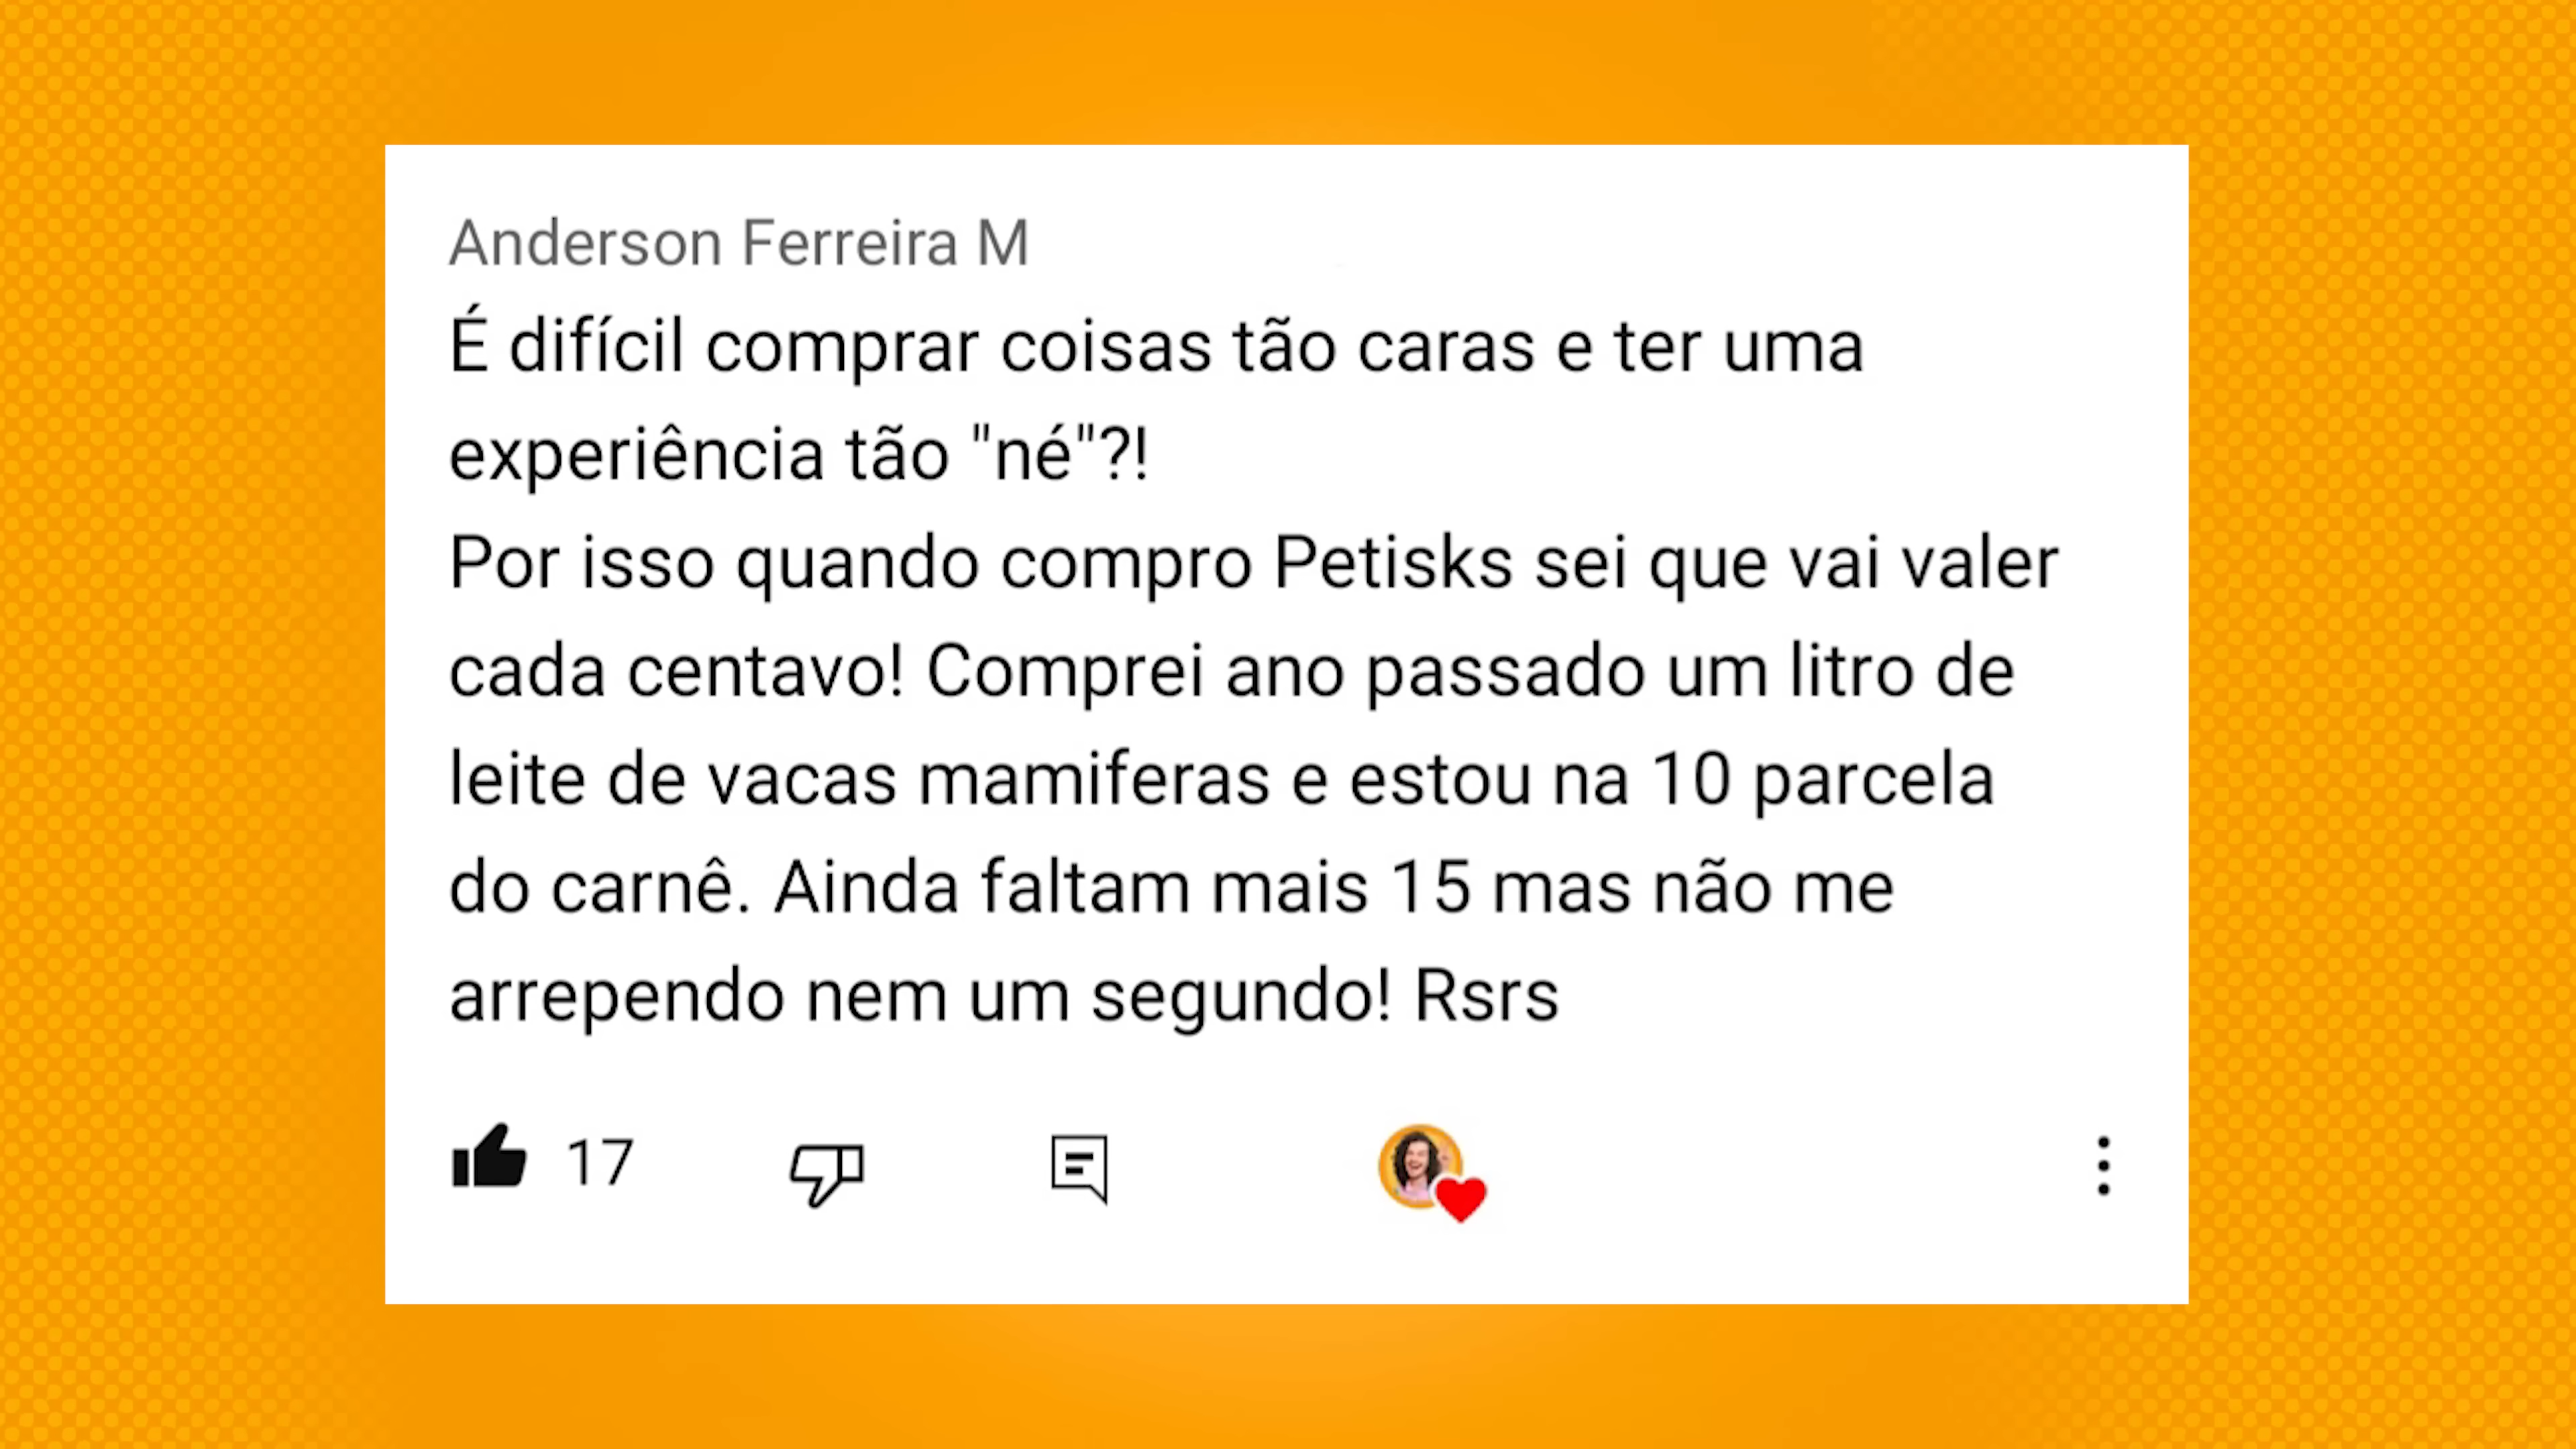 Anderson Ferreira M
É difícil comprar coisas tão caras e ter uma
experiência tão "né"?!
Por isso quando compro Petisks sei que vai valer
cada centavo! Comprei ano passado um litro de
leite de vacas mamiferas e estou na 10 parcela
do carnê. Ainda faltam mais 15 mas não me
arrependo nem um segundo! Rsrs
17